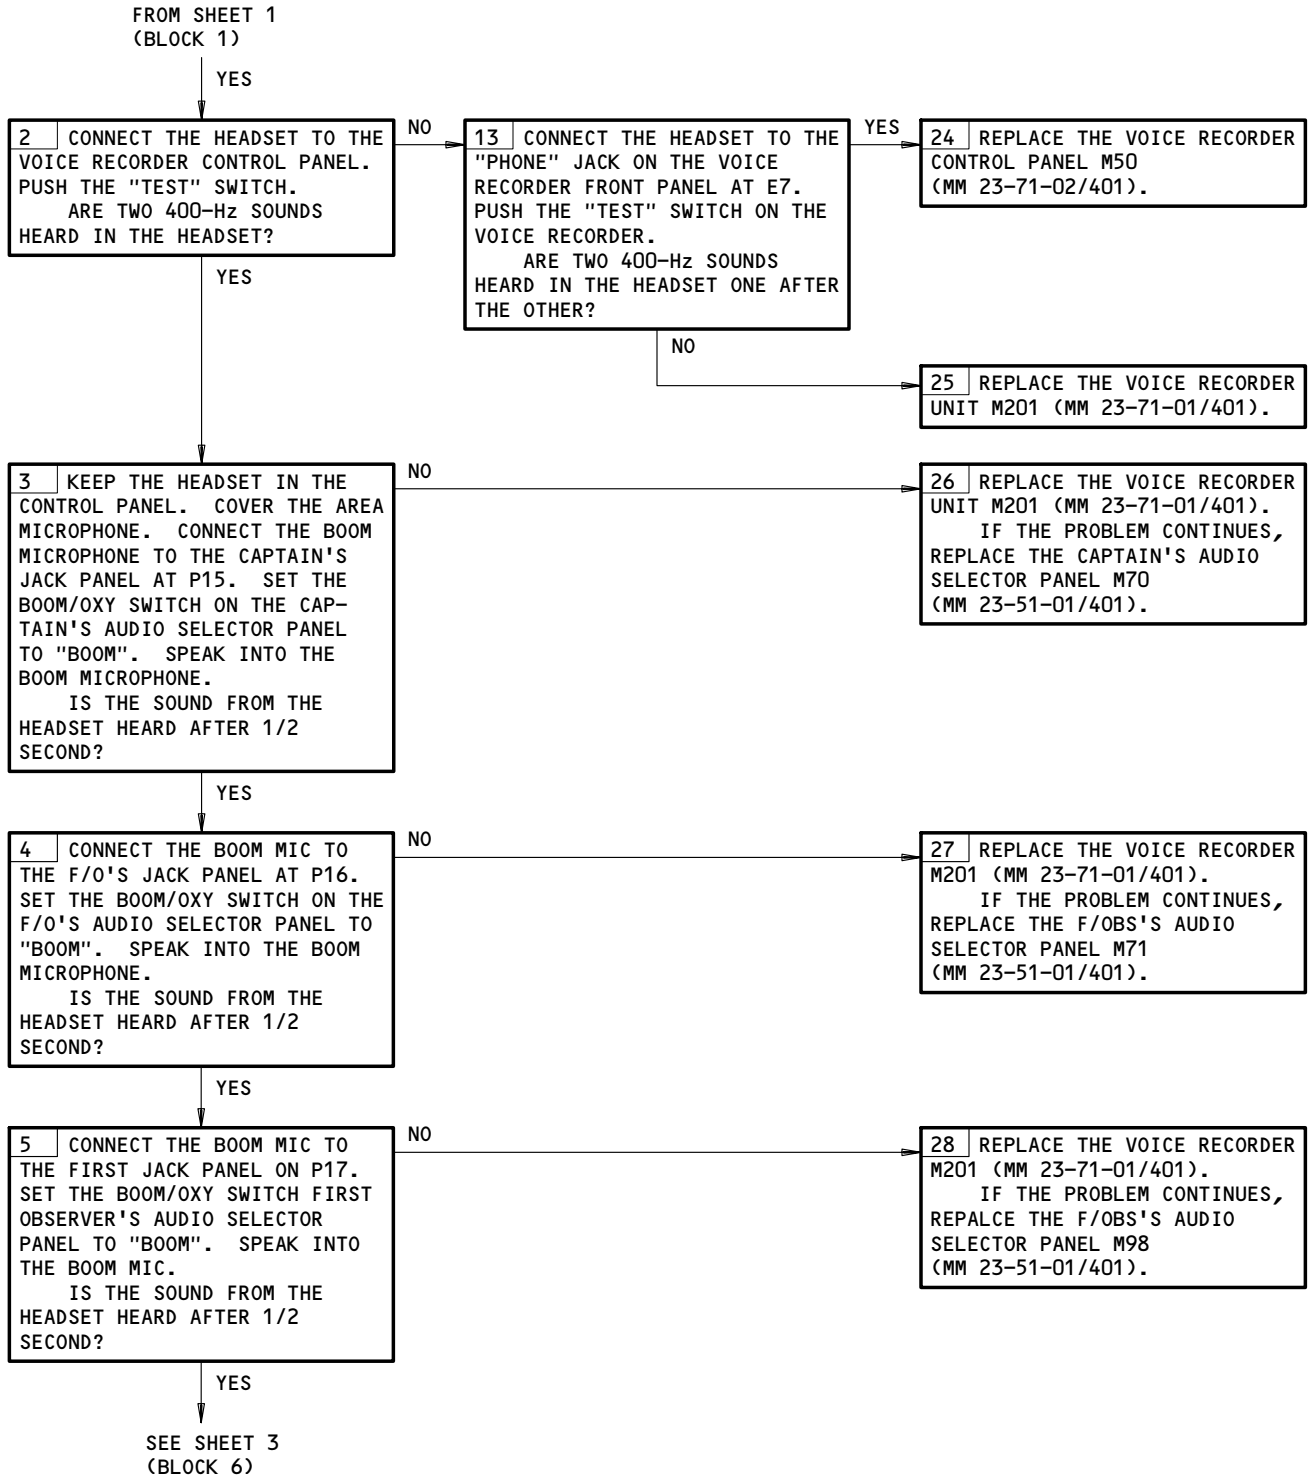 FROM SHEET 1
(BLOCK 1)
YES
2 CONNECT THE HEADSET TO THE
VOICE RECORDER CONTROL PANEL.
PUSH THE "TEST" SWITCH.
ARE TWO 400-Hz SOUNDS
HEARD IN THE HEADSET?
NO
13 CONNECT THE HEADSET TO THE
"PHONE" JACK ON THE VOICE
RECORDER FRONT PANEL AT E7.
PUSH THE "TEST" SWITCH ON THE
VOICE RECORDER.
ARE TWO 400-Hz SOUNDS
HEARD IN THE HEADSET ONE AFTER
THE OTHER?
YES
24 REPLACE THE VOICE RECORDER
CONTROL PANEL M50
(MM 23-71-02/401).
NO
25 REPLACE THE VOICE RECORDER
UNIT M201 (MM 23-71-01/401).
YES
3 KEEP THE HEADSET IN THE
CONTROL PANEL. COVER THE AREA
MICROPHONE. CONNECT THE BOOM
MICROPHONE TO THE CAPTAIN'S
JACK PANEL AT P15. SET THE
BOOM/OXY SWITCH ON THE CAP-
TAIN'S AUDIO SELECTOR PANEL
TO "BOOM". SPEAK INTO THE
BOOM MICROPHONE.
IS THE SOUND FROM THE
HEADSET HEARD AFTER 1/2
SECOND?
NO
26 REPLACE THE VOICE RECORDER
UNIT M201 (MM 23-71-01/401).
IF THE PROBLEM CONTINUES,
REPLACE THE CAPTAIN'S AUDIO
SELECTOR PANEL M70
(MM 23-51-01/401).
YES
4 CONNECT THE BOOM MIC TO
THE F/O'S JACK PANEL AT P16.
SET THE BOOM/OXY SWITCH ON THE
F/O'S AUDIO SELECTOR PANEL TO
"BOOM". SPEAK INTO THE BOOM
MICROPHONE.
IS THE SOUND FROM THE
HEADSET HEARD AFTER 1/2
SECOND?
NO
27 REPLACE THE VOICE RECORDER
M201 (MM 23-71-01/401).
IF THE PROBLEM CONTINUES,
REPLACE THE F/OBS'S AUDIO
SELECTOR PANEL M71
(MM 23-51-01/401).
YES
5 CONNECT THE BOOM MIC TO
THE FIRST JACK PANEL ON P17.
SET THE BOOM/OXY SWITCH FIRST
OBSERVER'S AUDIO SELECTOR
PANEL TO "BOOM". SPEAK INTO
THE BOOM MIC.
IS THE SOUND FROM THE
HEADSET HEARD AFTER 1/2
SECOND?
NO
28 REPLACE THE VOICE RECORDER
M201 (MM 23-71-01/401).
IF THE PROBLEM CONTINUES,
REPALCE THE F/OBS'S AUDIO
SELECTOR PANEL M98
(MM 23-51-01/401).
YES
SEE SHEET 3
(BLOCK 6)